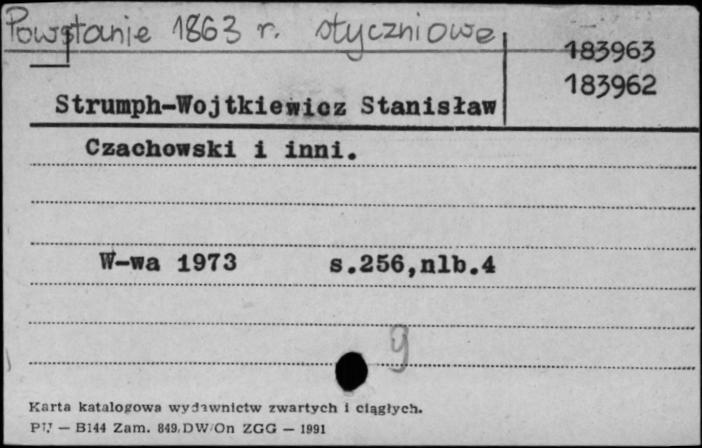 Powstanie 1863 r. styczniowe
183963
183962
Strumph-Wojtkiewicz Stanisław
Czachowski i inni.
W-wa 1973 s.256,nlb.4
9
Karta katalogowa wydawnictw zwartych i ciągłych.
PU — B144 Zam. 849/DW/On ZGG — 1991